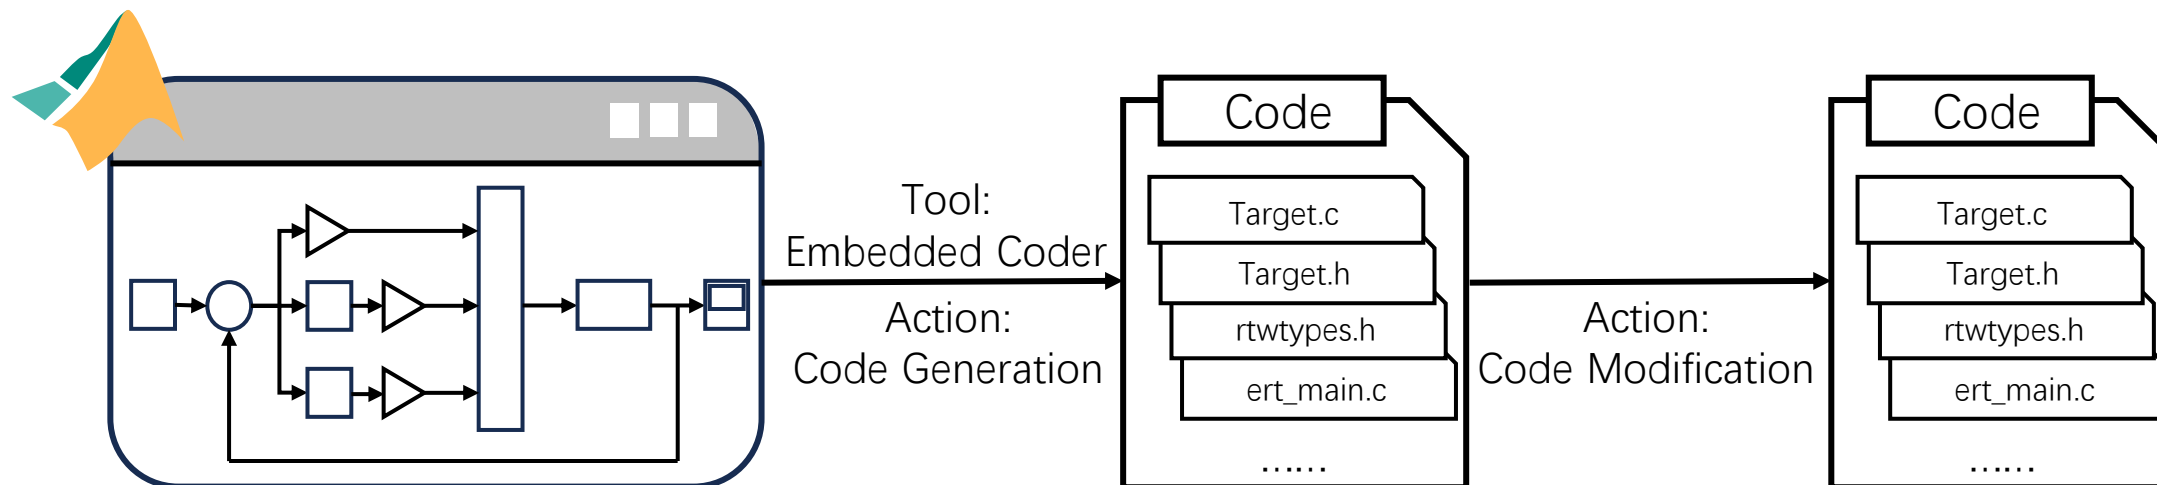 Tool:
Embedded Coder
Action:
Code Generation
Code
Target.c
Target.h
rtwtypes.h
ert_main.c
......
Action:
Code Modification
Code
Target.c
Target.h
rtwtypes.h
ert_main.c
......